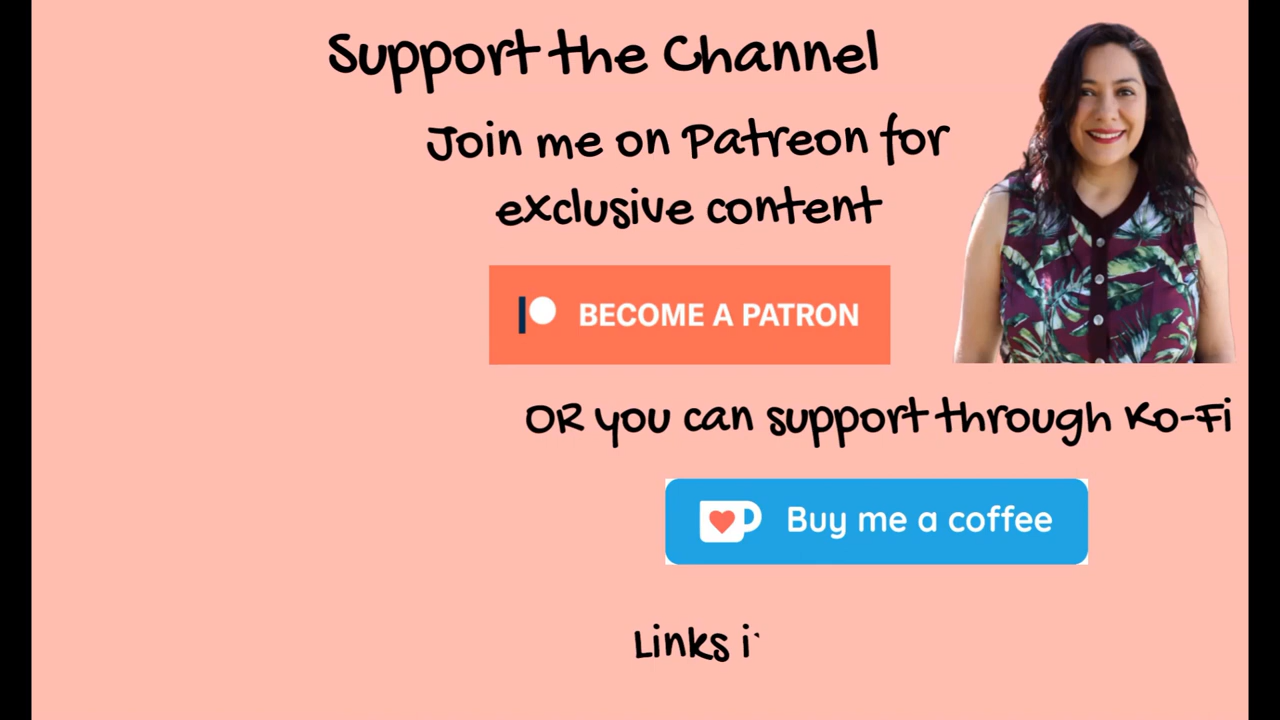 Support the Channel
Join me on Patreon for
exclusive content
BECOME A PATRON
OR you can support through Ko-Fi
Buy me a coffee
Links i